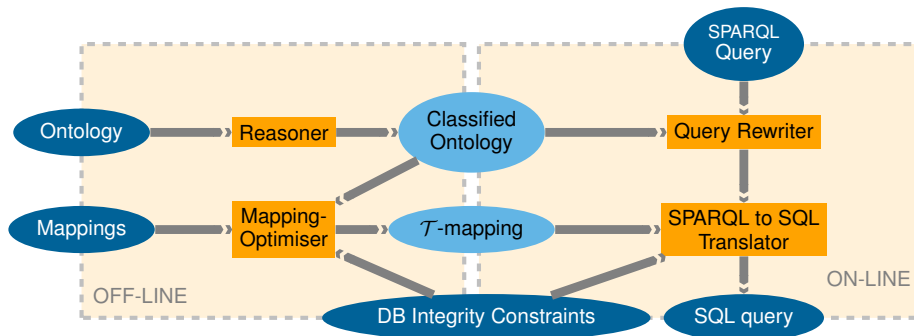 SPARQL
Query
Ontology
Reasoner
Classified
Ontology
Query Rewriter
Mappings
Mapping-
Optimiser
𝒯-mapping
SPARQL to SQL
Translator
OFF-LINE
ON-LINE
DB Integrity Constraints
SQL query